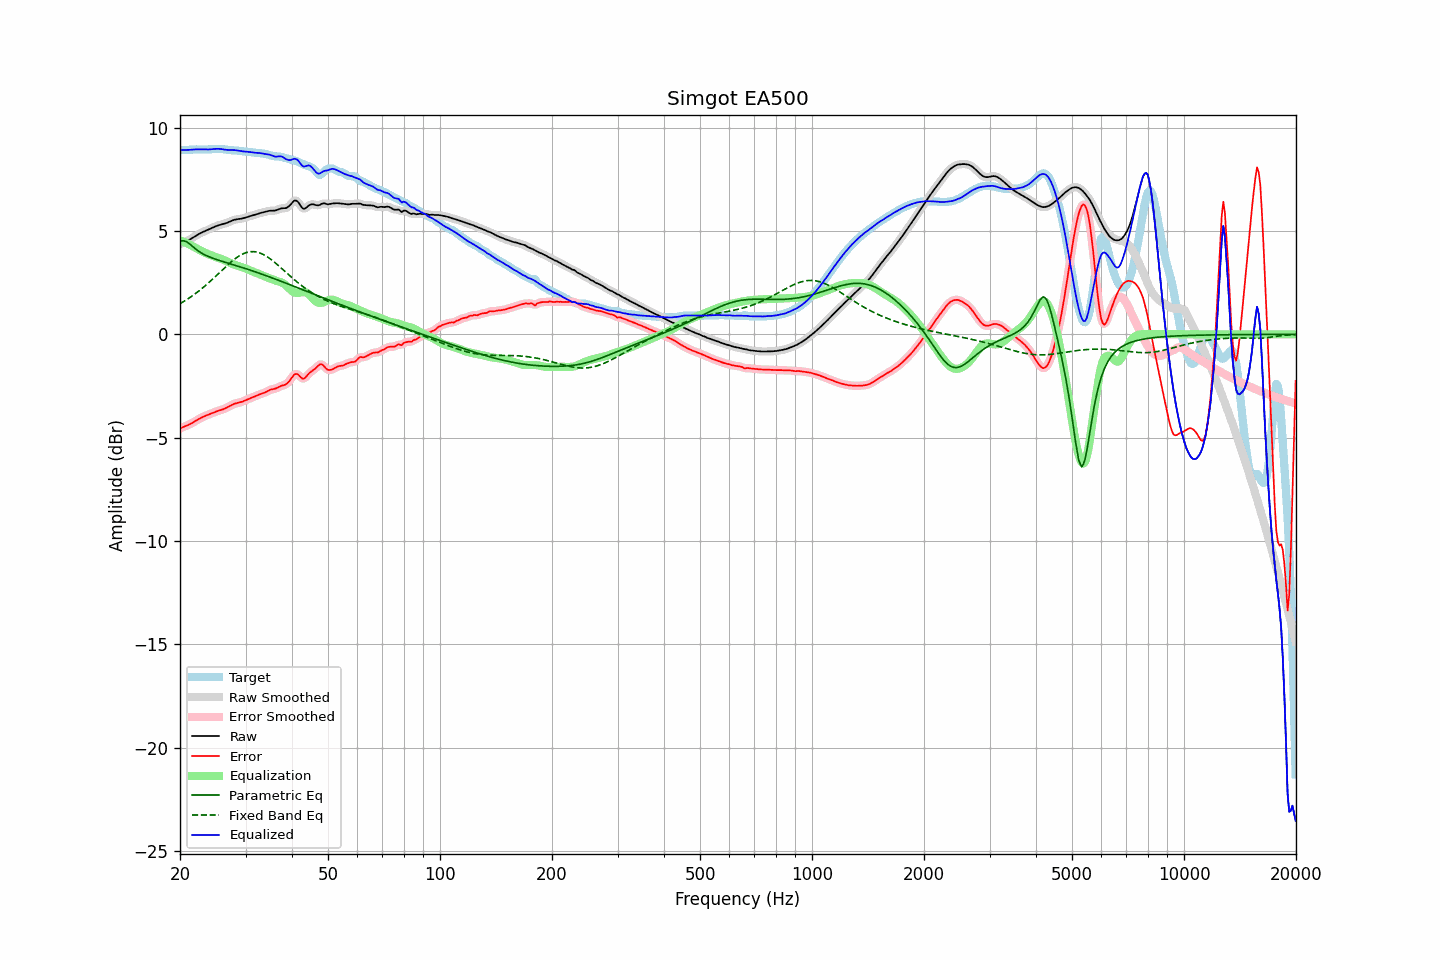 Simgot EA500
10
5
0
−5
−10
−15
−20
−25
Amplitude (dBr)
Target
Raw Smoothed
Error Smoothed
Raw
Error
Equalization
Parametric Eq
Fixed Band Eq
Equalized
20 50 100 200 500 1000 2000 5000 10000 20000
Frequency (Hz)